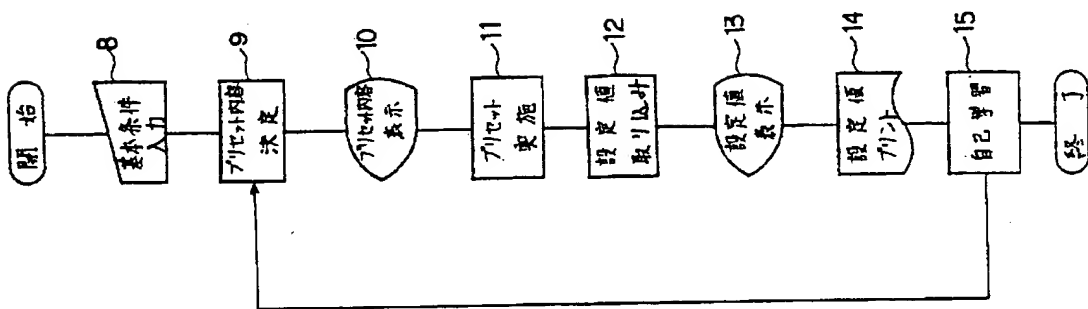 開始
8
基本条件
入力
9
プリセット内容
決定
10
プリセット内容
表示
11
プリセット
実施
12
設定値
取り込み
13
設定値
表示
14
設定値
プリント
15
自己学習
終了